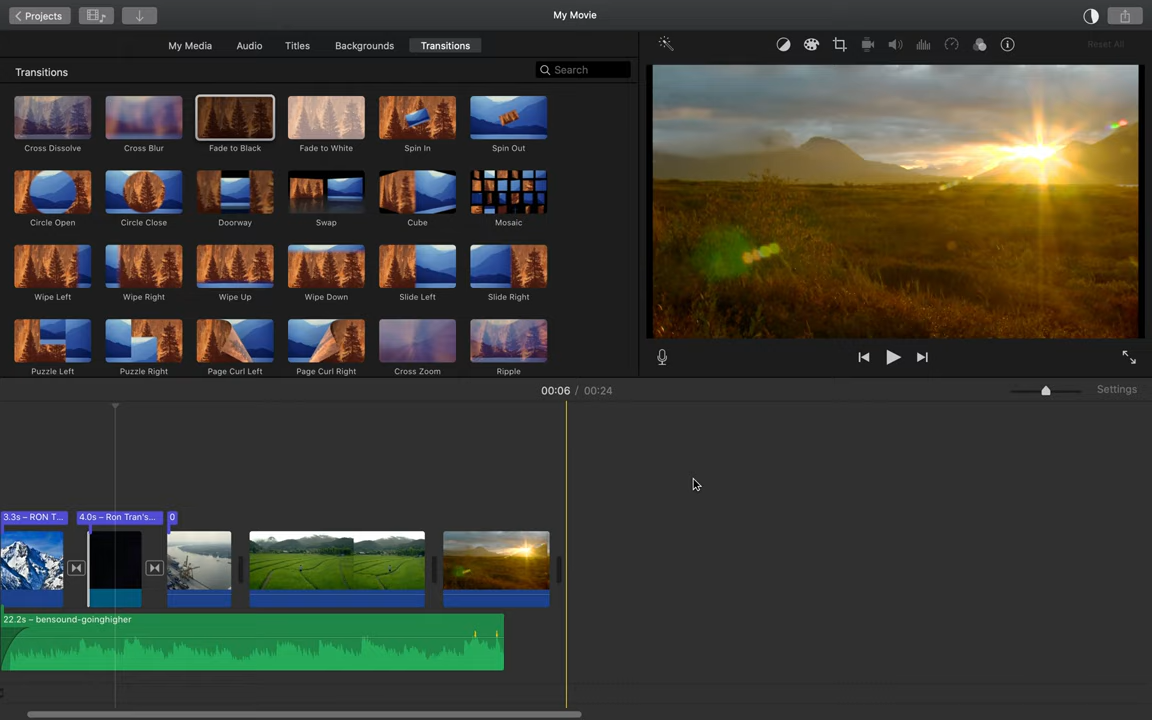 Projects
My Movie
My Media
Audio
Titles
Backgrounds
Transitions
Reset All
Transitions
Search
Cross Dissolve
Cross Blur
Fade to Black
Fade to White
Spin In
Spin Out
Circle Open
Circle Close
Doorway
Swap
Cube
Mosaic
Wipe Left
Wipe Right
Wipe Up
Wipe Down
Slide Left
Slide Right
Puzzle Left
Puzzle Right
Page Curl Left
Page Curl Right
Cross Zoom
Ripple
00:06 / 00:24
Settings
3.3s – RON T...
4.0s – Ron Tran's...
0
22.2s – bensound-goinghigher